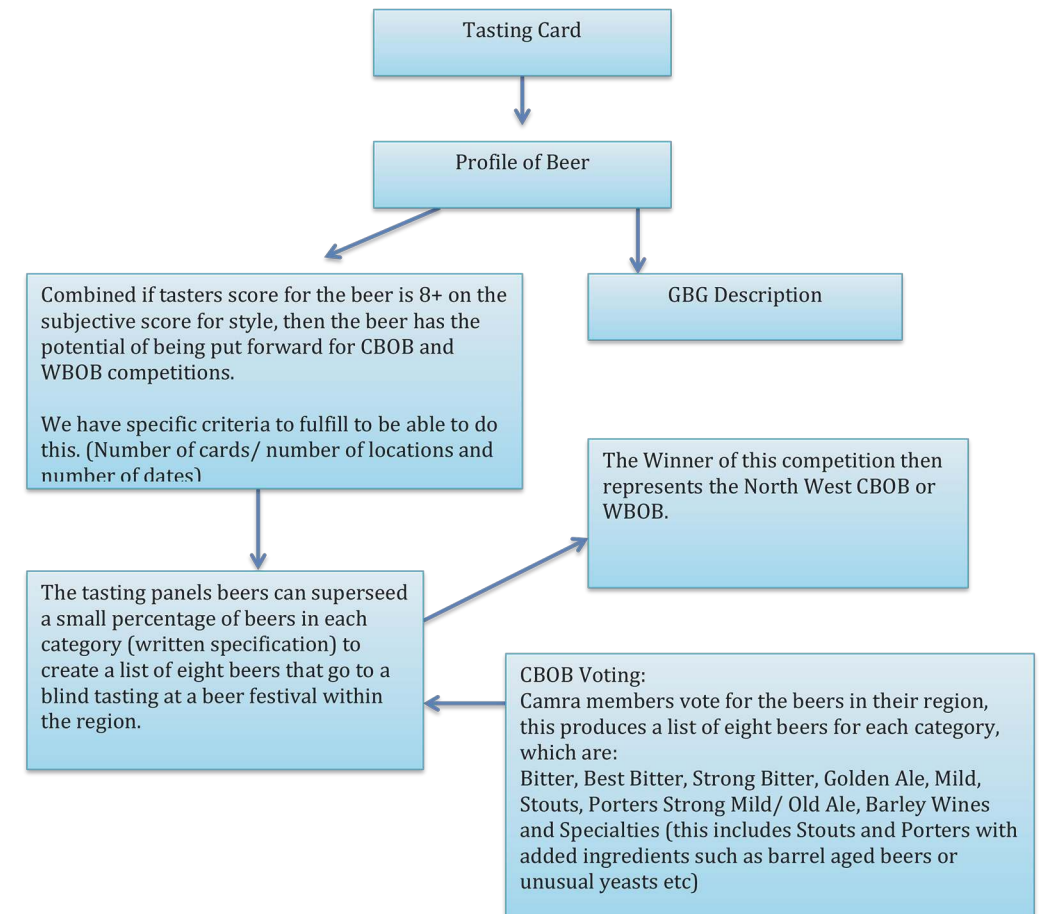 Tasting Card
Profile of Beer
Combined if tasters score for the beer is 8+ on the
subjective score for style, then the beer has the
potential of being put forward for CBOB and
WBOB competitions.
We have specific criteria to fulfill to be able to do
this. (Number of cards/ number of locations and
number of dates)
GBG Description
The Winner of this competition then
represents the North West CBOB or
WBOB.
The tasting panels beers can superseed
a small percentage of beers in each
category (written specification) to
create a list of eight beers that go to a
blind tasting at a beer festival within
the region.
CBOB Voting:
Camra members vote for the beers in their region,
this produces a list of eight beers for each category,
which are:
Bitter, Best Bitter, Strong Bitter, Golden Ale, Mild,
Stouts, Porters Strong Mild/ Old Ale, Barley Wines
and Specialties (this includes Stouts and Porters with
added ingredients such as barrel aged beers or
unusual yeasts etc)